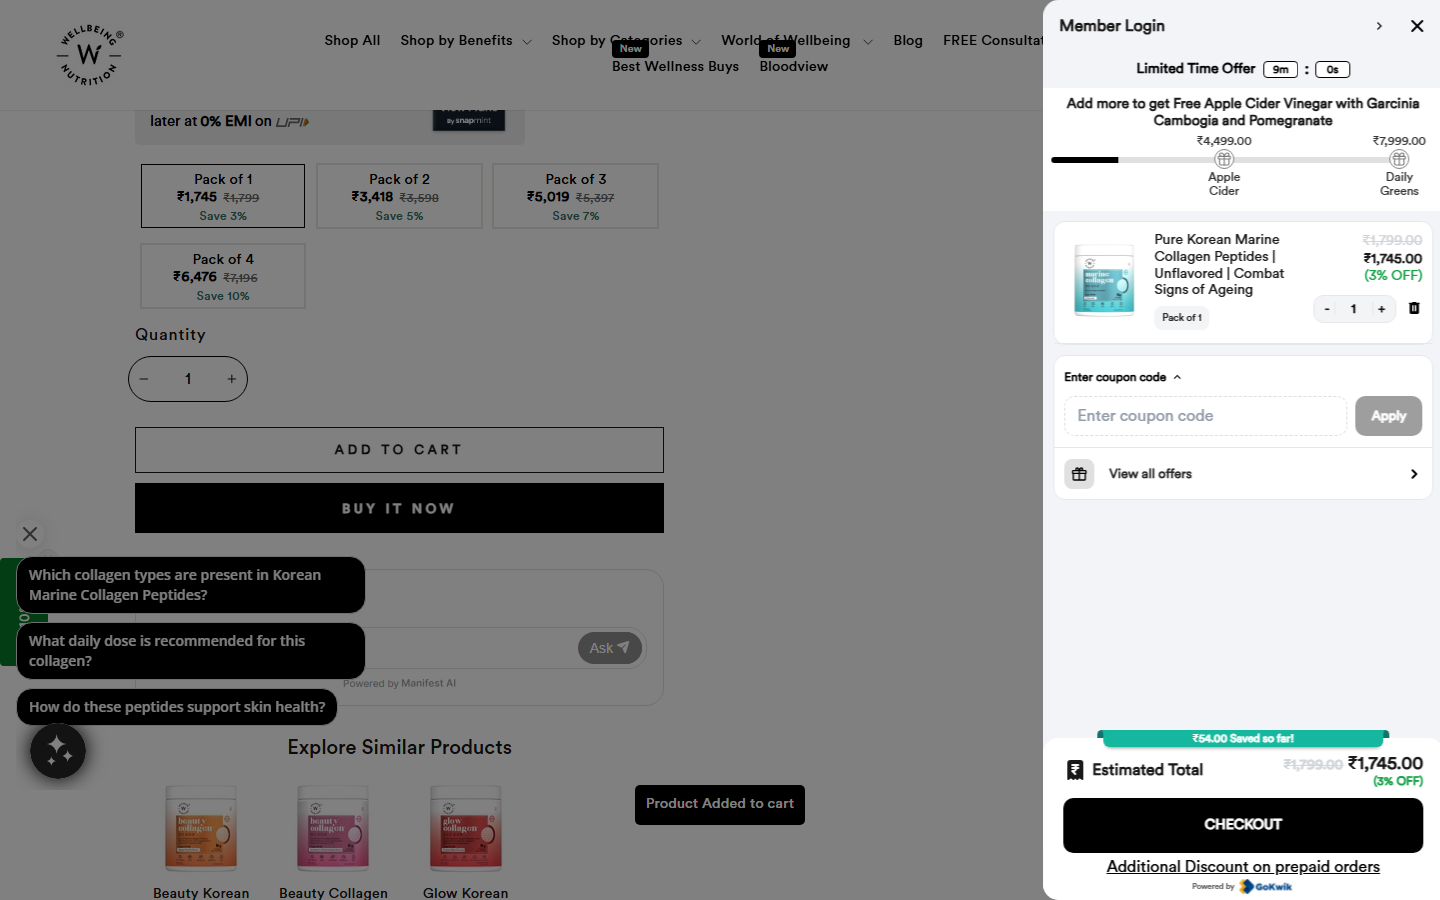 WELLBEING
W
NUTRITION
®
Shop All
Shop by Benefits
Shop by Categories
World of Wellbeing
Blog
FREE Consultat
New
New
Best Wellness Buys
Bloodview
later at 0% EMI on UPI
By snapmint
Pack of 1
₹1,745 ₹1,799
Save 3%
Pack of 2
₹3,418 ₹3,598
Save 5%
Pack of 3
₹5,019 ₹5,397
Save 7%
Pack of 4
₹6,476 ₹7,196
Save 10%
Quantity
− 1 +
ADD TO CART
BUY IT NOW
Which collagen types are present in Korean
Marine Collagen Peptides?
What daily dose is recommended for this
collagen?
How do these peptides support skin health?
Ask
Powered by Manifest AI
Explore Similar Products
beauty
collagen
beauty
collagen
glow
collagen
Beauty Korean
Beauty Collagen
Glow Korean
Product Added to cart
Member Login
Limited Time Offer 9m : 0s
Add more to get Free Apple Cider Vinegar with Garcinia
Cambogia and Pomegranate
₹4,499.00
₹7,999.00
Apple
Cider
Daily
Greens
marine
collagen
Pure Korean Marine
Collagen Peptides |
Unflavored | Combat
Signs of Ageing
Pack of 1
₹1,799.00
₹1,745.00
(3% OFF)
- 1 +
Enter coupon code
Enter coupon code
Apply
View all offers
₹54.00 Saved so far!
Estimated Total
₹1,799.00 ₹1,745.00
(3% OFF)
CHECKOUT
Additional Discount on prepaid orders
Powered by GoKwik